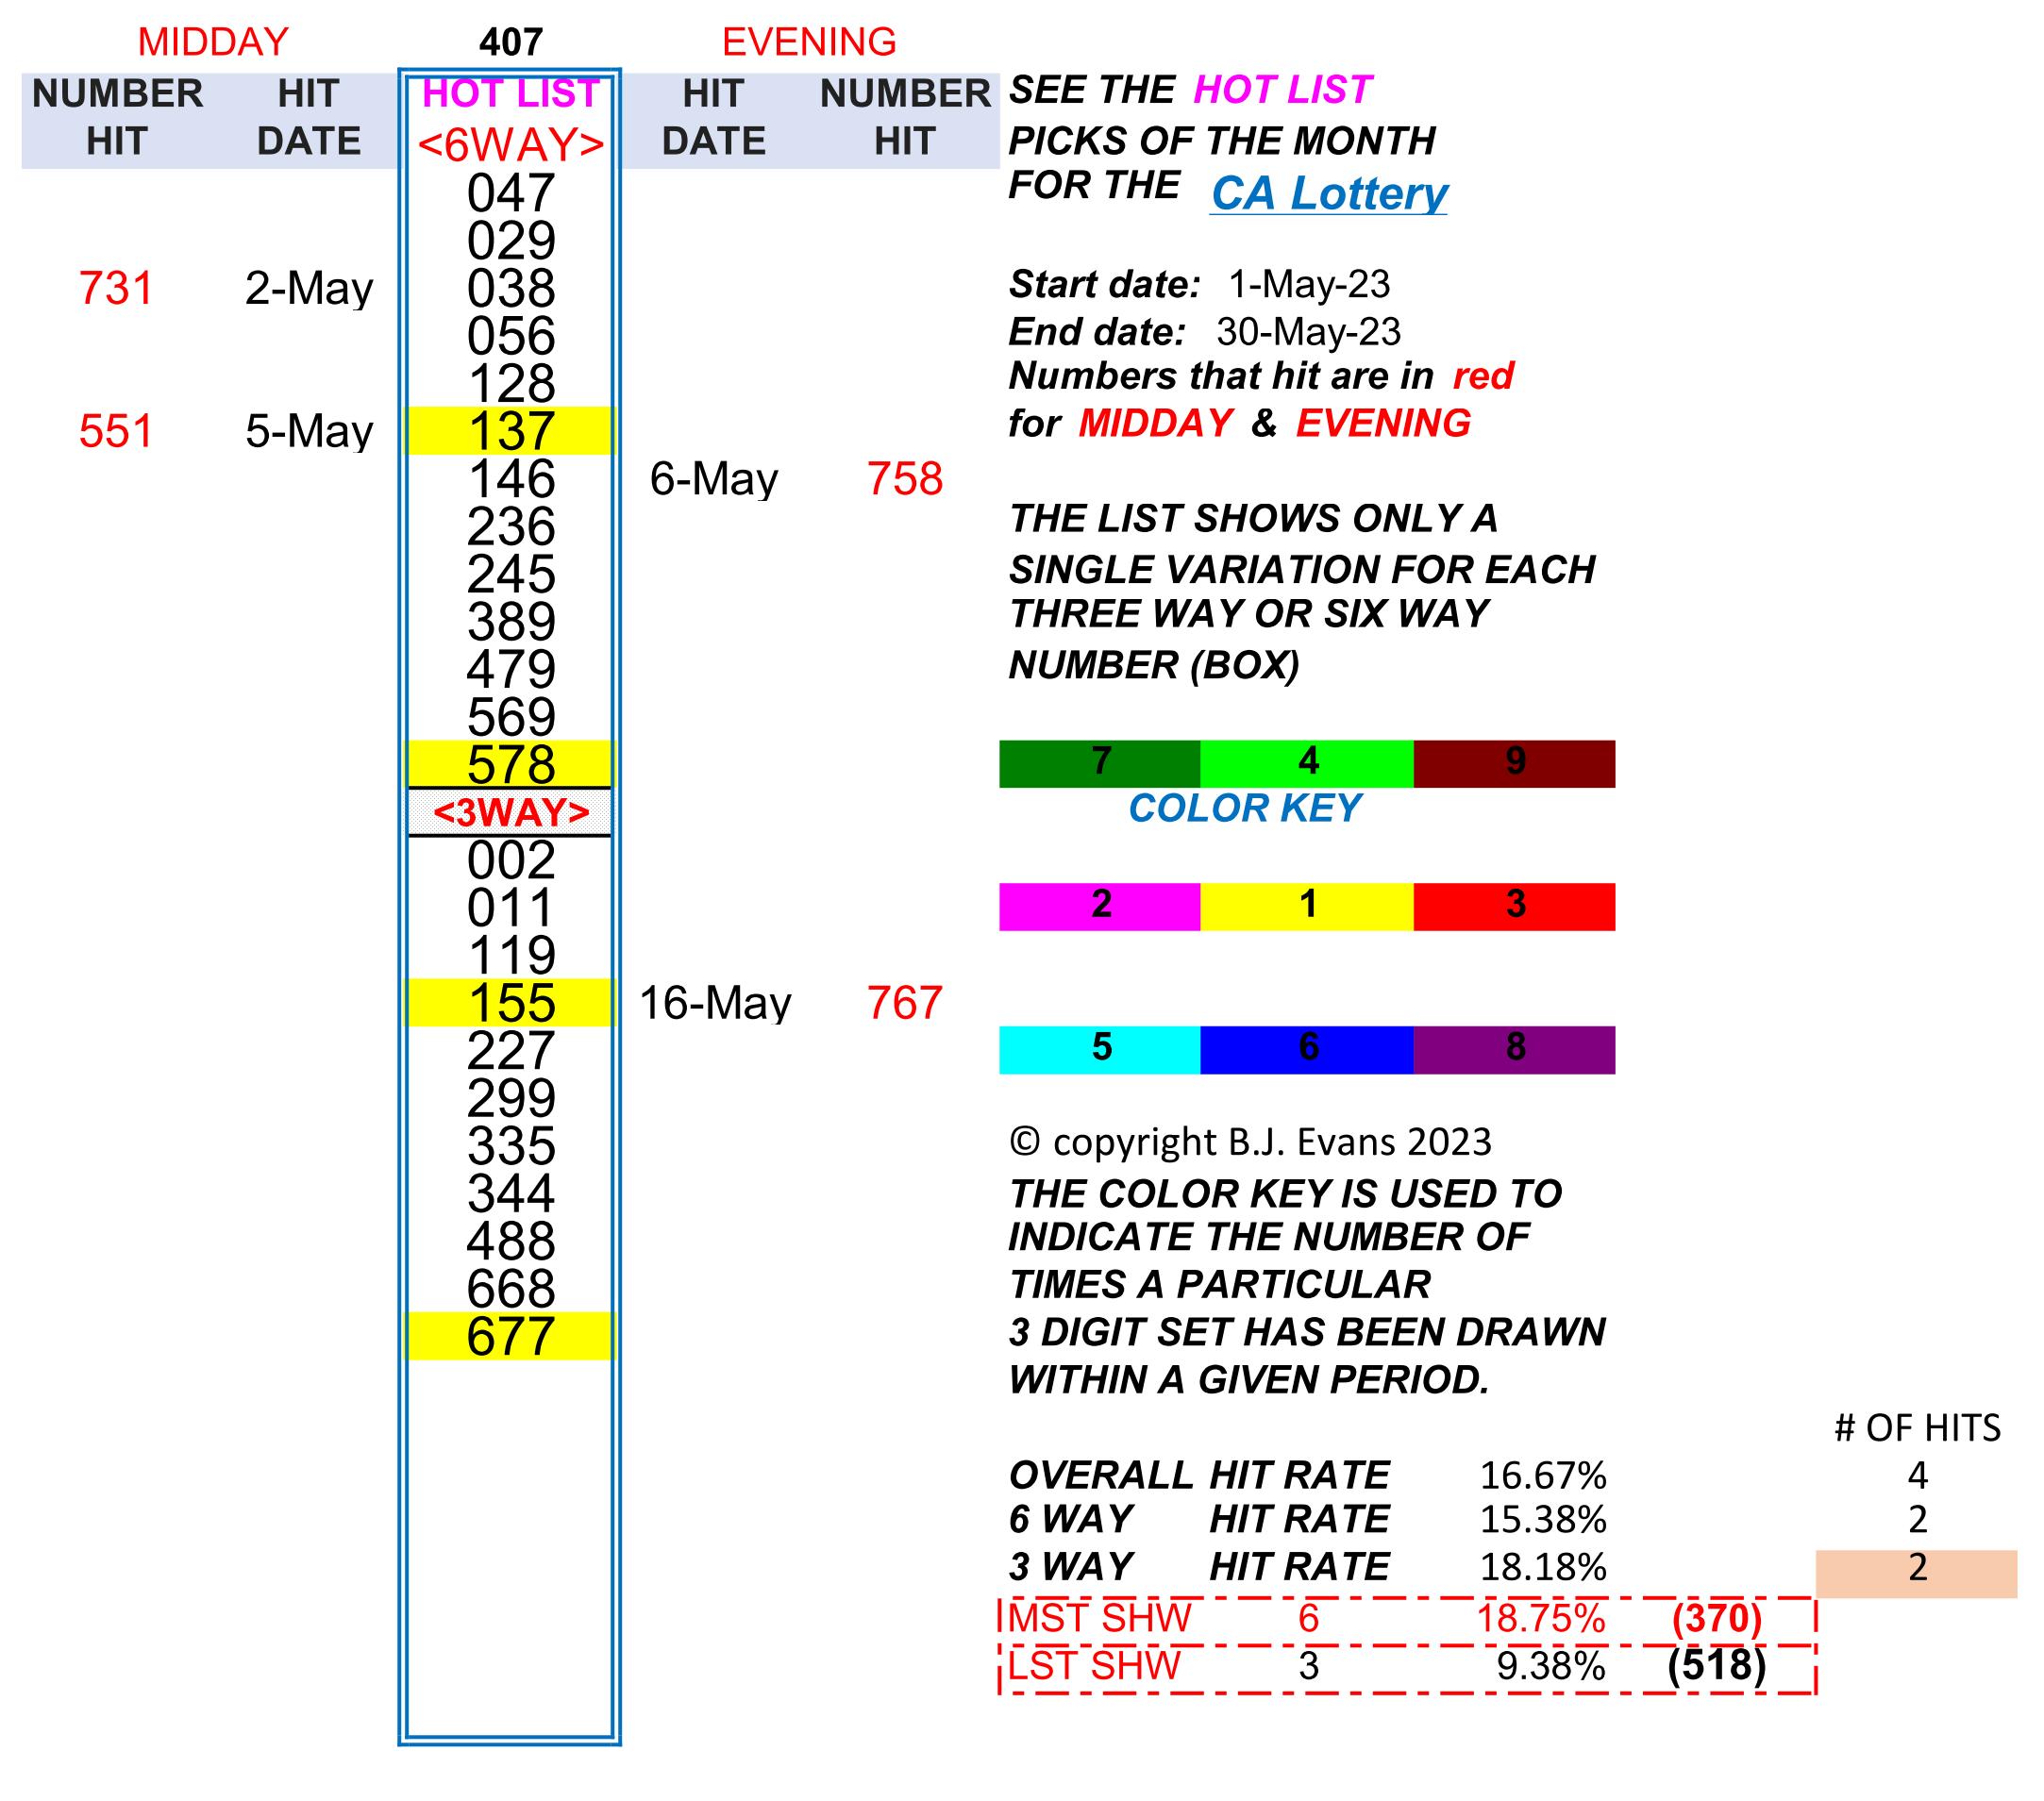 MIDDAY 407 EVENING
NUMBER HIT HOT LIST HIT NUMBER SEE THE HOT LIST
HIT DATE <6WAY> DATE HIT PICKS OF THE MONTH
047 FOR THE CA Lottery
029
731 2-May 038 Start date: 1-May-23
056 End date: 30-May-23
128 Numbers that hit are in red
551 5-May 137 for MIDDAY & EVENING
146 6-May 758
236 THE LIST SHOWS ONLY A
245 SINGLE VARIATION FOR EACH
389 THREE WAY OR SIX WAY
479 NUMBER (BOX)
569
578 7 4 9
<3WAY> COLOR KEY
002
011 2 1 3
119
155 16-May 767
227 5 6 8
299
335 © copyright B.J. Evans 2023
344 THE COLOR KEY IS USED TO
488 INDICATE THE NUMBER OF
668 TIMES A PARTICULAR
677 3 DIGIT SET HAS BEEN DRAWN
WITHIN A GIVEN PERIOD.
# OF HITS
OVERALL HIT RATE 16.67% 4
6 WAY HIT RATE 15.38% 2
3 WAY HIT RATE 18.18% 2
MST SHW 6 18.75% (370)
LST SHW 3 9.38% (518)